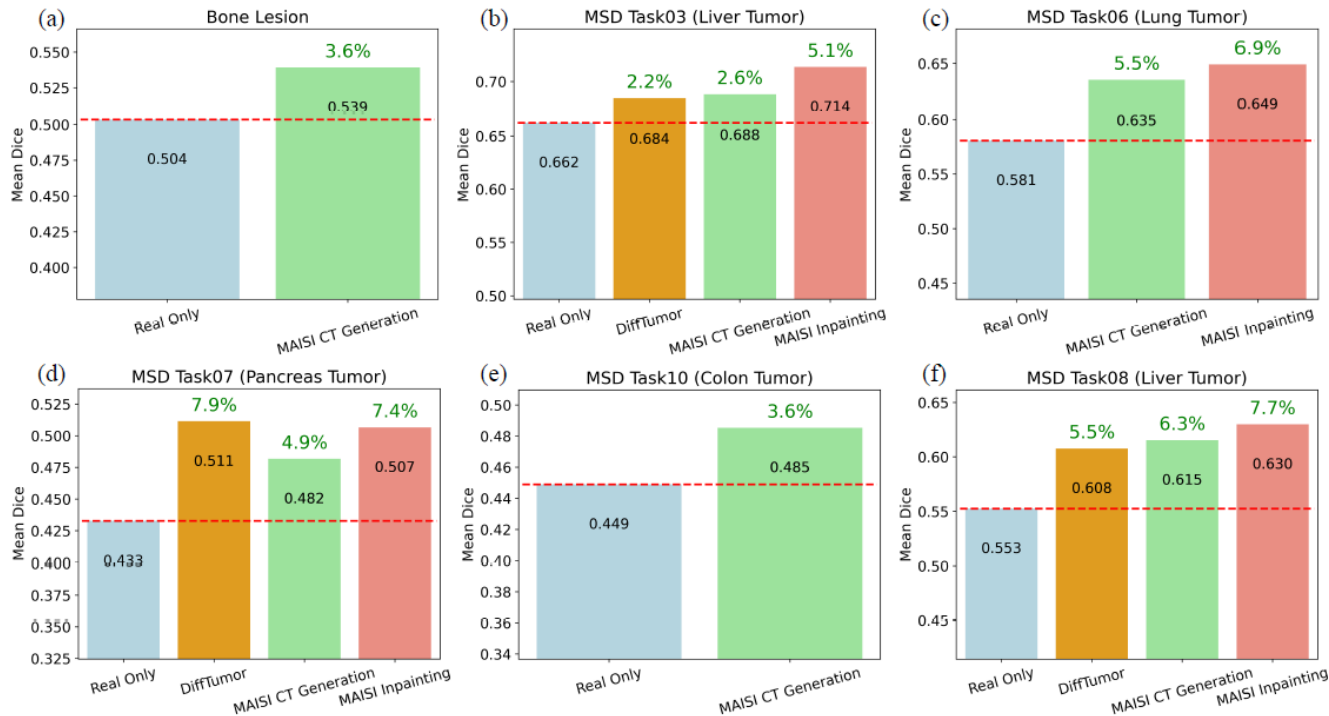 (a) Bone Lesion
Mean Dice
0.550
0.525
0.500
0.475
0.450
0.425
0.400
3.6%
0.539
0.504
Real Only
MAISI CT Generation
(b) MSD Task03 (Liver Tumor)
Mean Dice
0.70
0.65
0.60
0.55
0.50
2.2%
2.6%
5.1%
0.662
0.684
0.688
0.714
Real Only
DiffTumor
MAISI CT Generation
MAISI Inpainting
(c) MSD Task06 (Lung Tumor)
Mean Dice
0.65
0.60
0.55
0.50
0.45
5.5%
6.9%
0.581
0.635
0.649
Real Only
MAISI CT Generation
MAISI Inpainting
(d) MSD Task07 (Pancreas Tumor)
Mean Dice
0.525
0.500
0.475
0.450
0.425
0.400
0.375
0.350
0.325
7.9%
4.9%
7.4%
0.433
0.511
0.482
0.507
Real Only
DiffTumor
MAISI CT Generation
MAISI Inpainting
(e) MSD Task10 (Colon Tumor)
Mean Dice
0.50
0.48
0.46
0.44
0.42
0.40
0.38
0.36
0.34
3.6%
0.449
0.485
Real Only
MAISI CT Generation
(f) MSD Task08 (Liver Tumor)
Mean Dice
0.65
0.60
0.55
0.50
0.45
5.5%
6.3%
7.7%
0.553
0.608
0.615
0.630
Real Only
DiffTumor
MAISI CT Generation
MAISI Inpainting